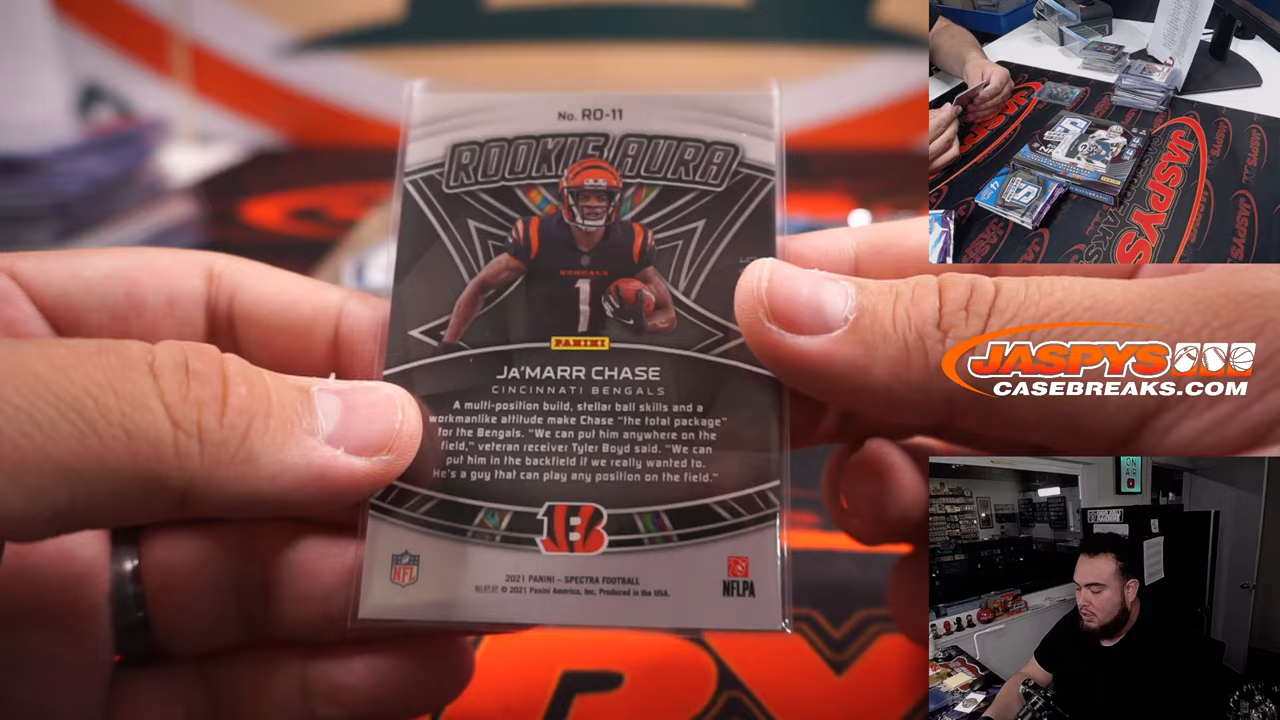 No. RO-11
ROOKIE AURA
BENGALS
1
PANINI
JA'MARR CHASE
CINCINNATI BENGALS
A multi-position build, stellar ball skills and a
workmanlike attitude make Chase "the total package"
for the Bengals. "We can put him anywhere on the
field," veteran receiver Tyler Boyd said. "We can
put him in the backfield if we really wanted to.
He's a guy that can play any position on the field."
B
NFL
NFLPA
2021 PANINI – SPECTRA FOOTBALL
© 2021 Panini America, Inc. Produced in the USA.
JASPYS
JASPYS
CASEBREAKS.COM
ON
AIR